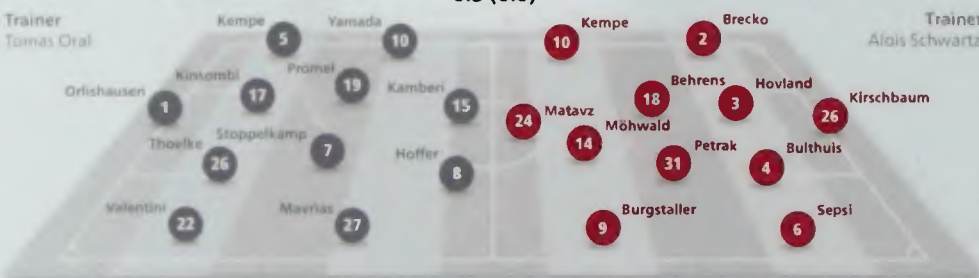 Trainer
Tomas Oral
Kempe
5
Yamada
10
Orlishausen
1
Kinsombi
17
Promel
19
Kamberi
15
Thoelke
26
Stoppelkamp
7
Hoffer
8
Valentini
22
Mavrias
27
Kempe
10
Brecko
2
Trainer
Alois Schwartz
Matavz
24
Behrens
18
Hovland
3
Kirschbaum
26
Möhwald
14
Petrak
31
Bulthuis
4
Burgstaller
9
Sepsi
6